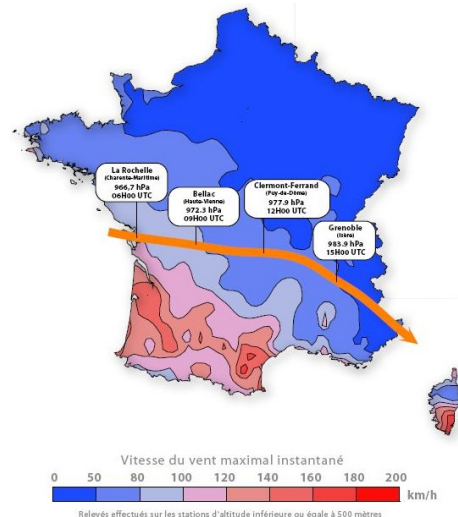 La Rochelle
(Charente-Maritime)
966,7 hPa
06H00 UTC
Bellac
(Haute-Vienne)
972.3 hPa
09H00 UTC
Clermont-Ferrand
(Puy-de-Dôme)
977.9 hPa
12H00 UTC
Grenoble
(Isère)
983.9 hPa
15H00 UTC
Vitesse du vent maximal instantané
0 50 80 100 120 140 160 180 200 km/h
Relevés effectués sur les stations d'altitude inférieure ou égale à 500 mètres